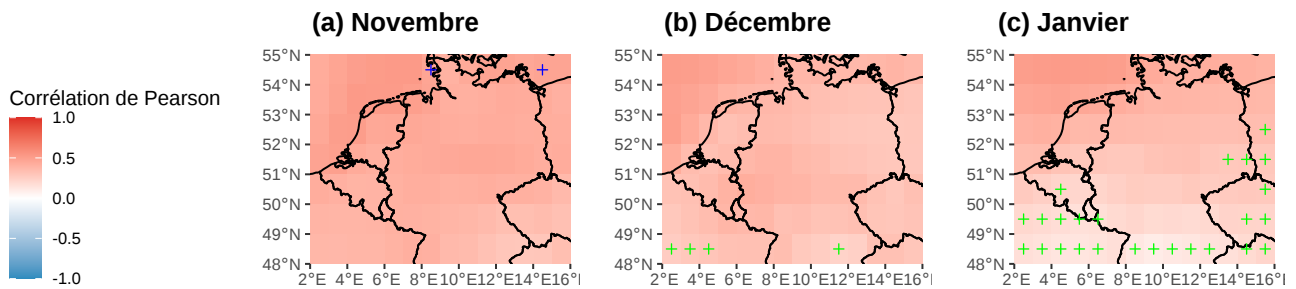 (a) Novembre (b) Décembre (c) Janvier
Corrélation de Pearson
1.0
0.5
0.0
-0.5
-1.0
55°N
54°N
53°N
52°N
51°N
50°N
49°N
48°N
2°E 4°E 6°E 8°E 10°E 12°E 14°E 16°
55°N
54°N
53°N
52°N
51°N
50°N
49°N
48°N
2°E 4°E 6°E 8°E 10°E 12°E 14°E 16°
55°N
54°N
53°N
52°N
51°N
50°N
49°N
48°N
2°E 4°E 6°E 8°E 10°E 12°E 14°E 16°